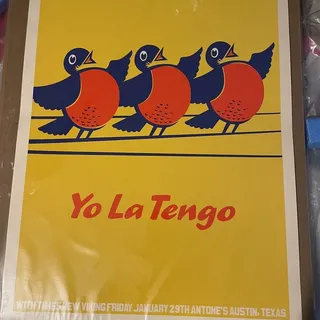 Yo La Tengo
WITH TIMES NEW VIKING FRIDAY JANUARY 29TH ANTONE'S AUSTIN, TEXAS